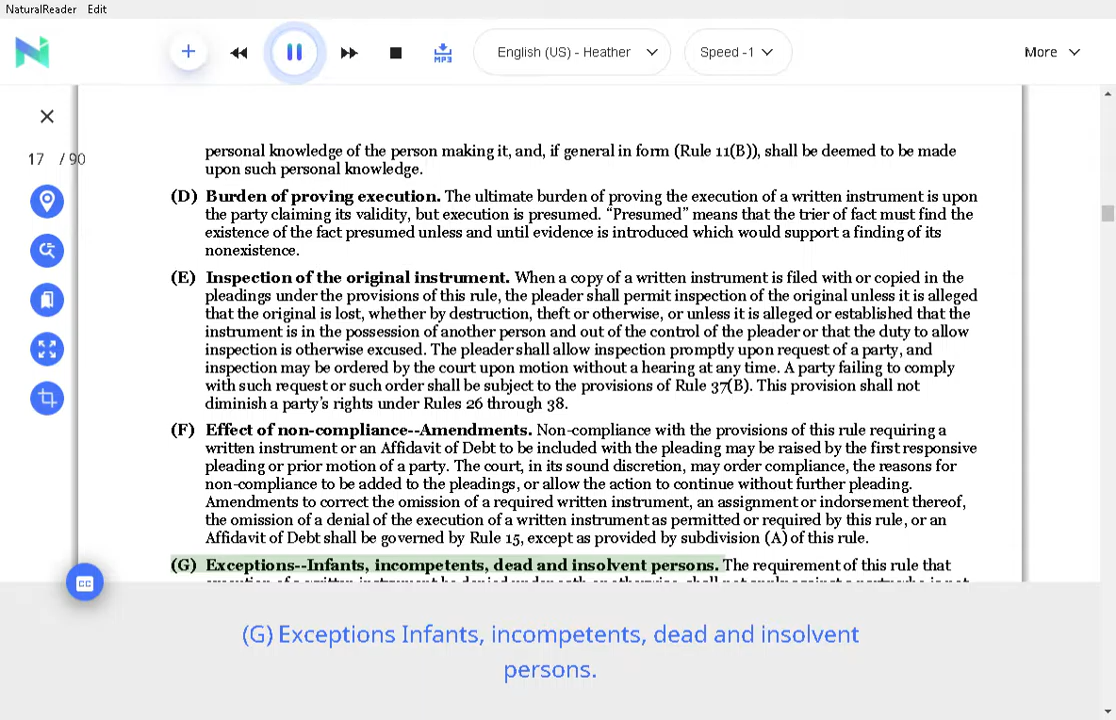 NaturalReader Edit
+ MP3 English (US) - Heather Speed -1 More
17 / 90
personal knowledge of the person making it, and, if general in form (Rule 11(B)), shall be deemed to be made
upon such personal knowledge.
(D) Burden of proving execution. The ultimate burden of proving the execution of a written instrument is upon
the party claiming its validity, but execution is presumed. “Presumed” means that the trier of fact must find the
existence of the fact presumed unless and until evidence is introduced which would support a finding of its
nonexistence.
(E) Inspection of the original instrument. When a copy of a written instrument is filed with or copied in the
pleadings under the provisions of this rule, the pleader shall permit inspection of the original unless it is alleged
that the original is lost, whether by destruction, theft or otherwise, or unless it is alleged or established that the
instrument is in the possession of another person and out of the control of the pleader or that the duty to allow
inspection is otherwise excused. The pleader shall allow inspection promptly upon request of a party, and
inspection may be ordered by the court upon motion without a hearing at any time. A party failing to comply
with such request or such order shall be subject to the provisions of Rule 37(B). This provision shall not
diminish a party’s rights under Rules 26 through 38.
(F) Effect of non-compliance--Amendments. Non-compliance with the provisions of this rule requiring a
written instrument or an Affidavit of Debt to be included with the pleading may be raised by the first responsive
pleading or prior motion of a party. The court, in its sound discretion, may order compliance, the reasons for
non-compliance to be added to the pleadings, or allow the action to continue without further pleading.
Amendments to correct the omission of a required written instrument, an assignment or indorsement thereof,
the omission of a denial of the execution of a written instrument as permitted or required by this rule, or an
Affidavit of Debt shall be governed by Rule 15, except as provided by subdivision (A) of this rule.
(G) Exceptions--Infants, incompetents, dead and insolvent persons. The requirement of this rule that
CC
(G) Exceptions Infants, incompetents, dead and insolvent
persons.